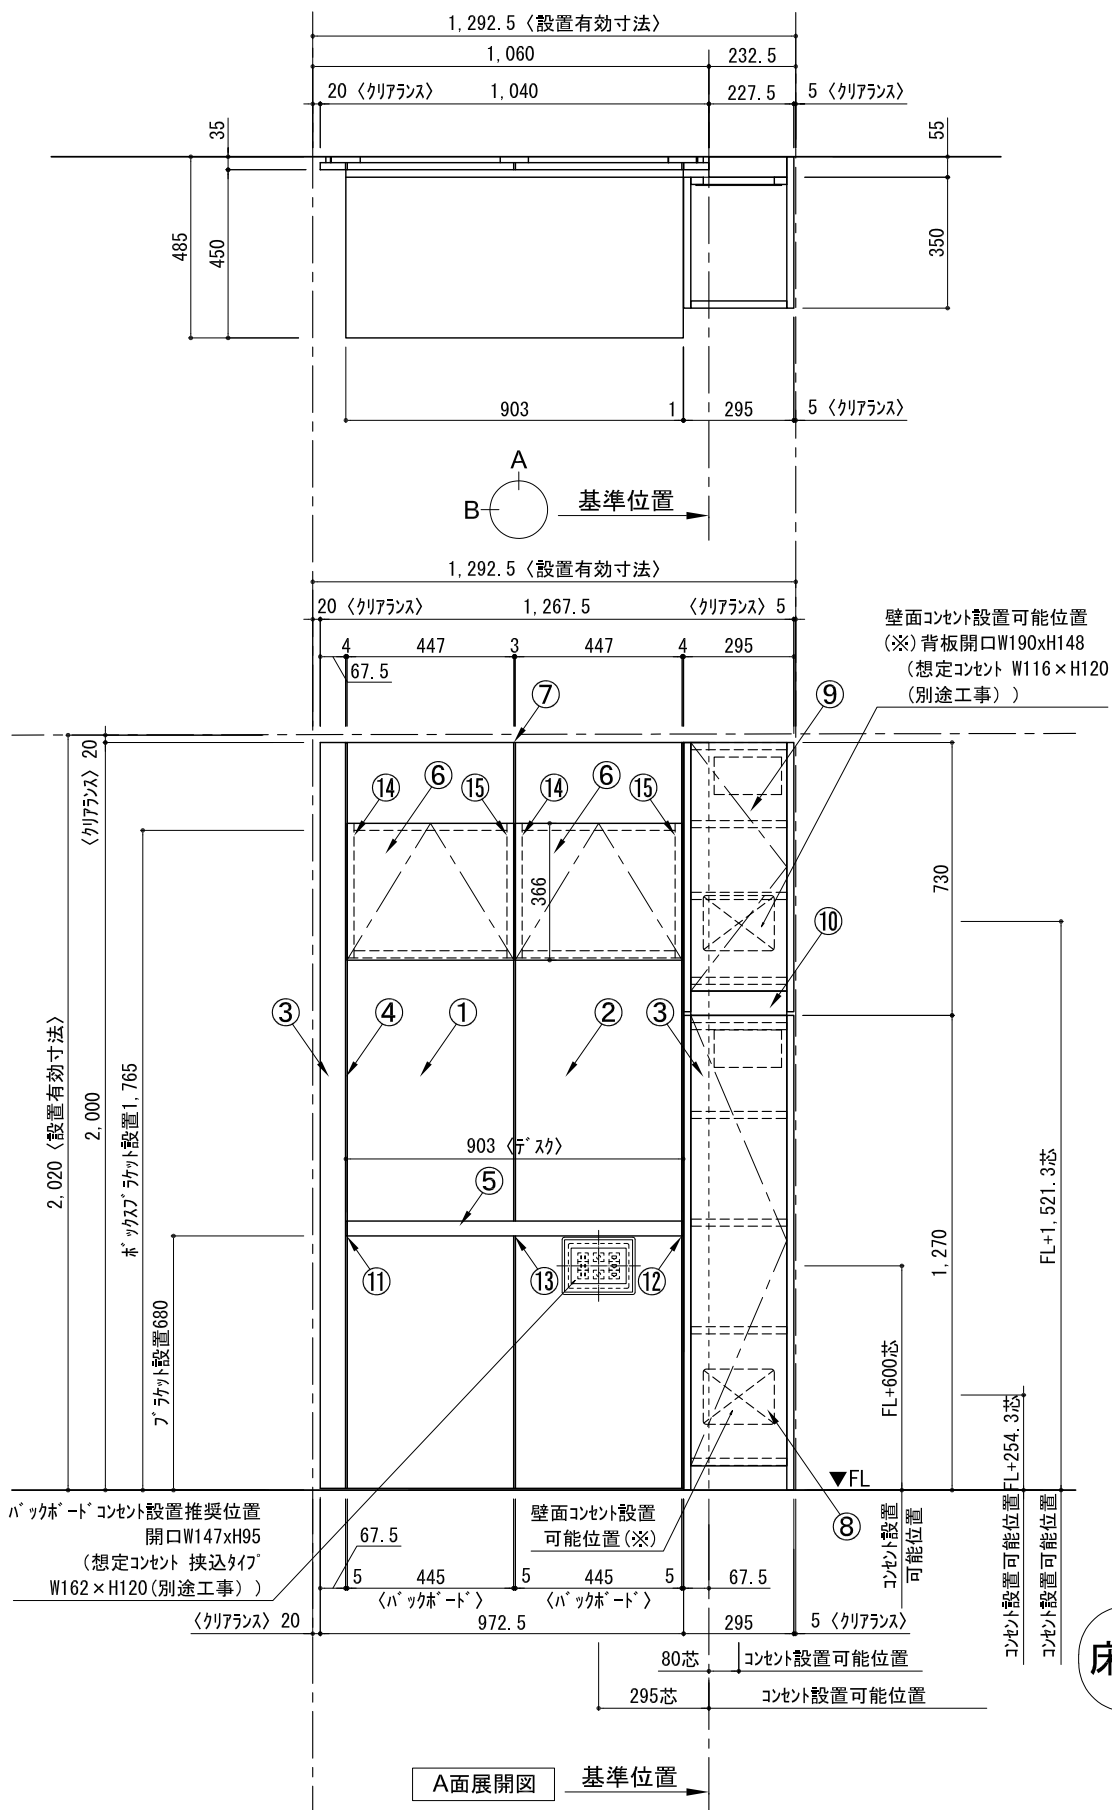 1,292.5〈設置有効寸法〉
1,060
232.5
20〈クリアランス〉
1,040
227.5
5〈クリアランス〉
35
55
485
450
350
903
1
295
5〈クリアランス〉
A
B
基準位置
1,292.5〈設置有効寸法〉
20〈クリアランス〉
1,267.5
〈クリアランス〉5
4
447
3
447
4
295
67.5
壁面コンセント設置可能位置
(※)背板開口W190xH148
(想定コンセント W116×H120
(別途工事))
⑦
⑨
〈クリアランス〉20
⑭
⑥
⑮
⑭
⑥
⑮
366
730
⑩
③
④
①
②
③
2,020〈設置有効寸法〉
2,000
ボックスブラケット設置1,765
903〈デスク〉
⑤
FL+1,521.3芯
1,270
⑪
⑬
⑫
ブラケット設置680
FL+600芯
FL+254.3芯
▼FL
⑧
バックボードコンセント設置推奨位置
開口W147xH95
(想定コンセント 挟込タイプ
W162×H120(別途工事))
壁面コンセント設置
可能位置(※)
コンセント設置
可能位置
コンセント設置可能位置
コンセント設置可能位置
67.5
5
445
5
445
5
67.5
〈バックボード〉
〈バックボード〉
〈クリアランス〉20
972.5
295
5〈クリアランス〉
80芯
コンセント設置可能位置
295芯
コンセント設置可能位置
床
A面展開図
基準位置